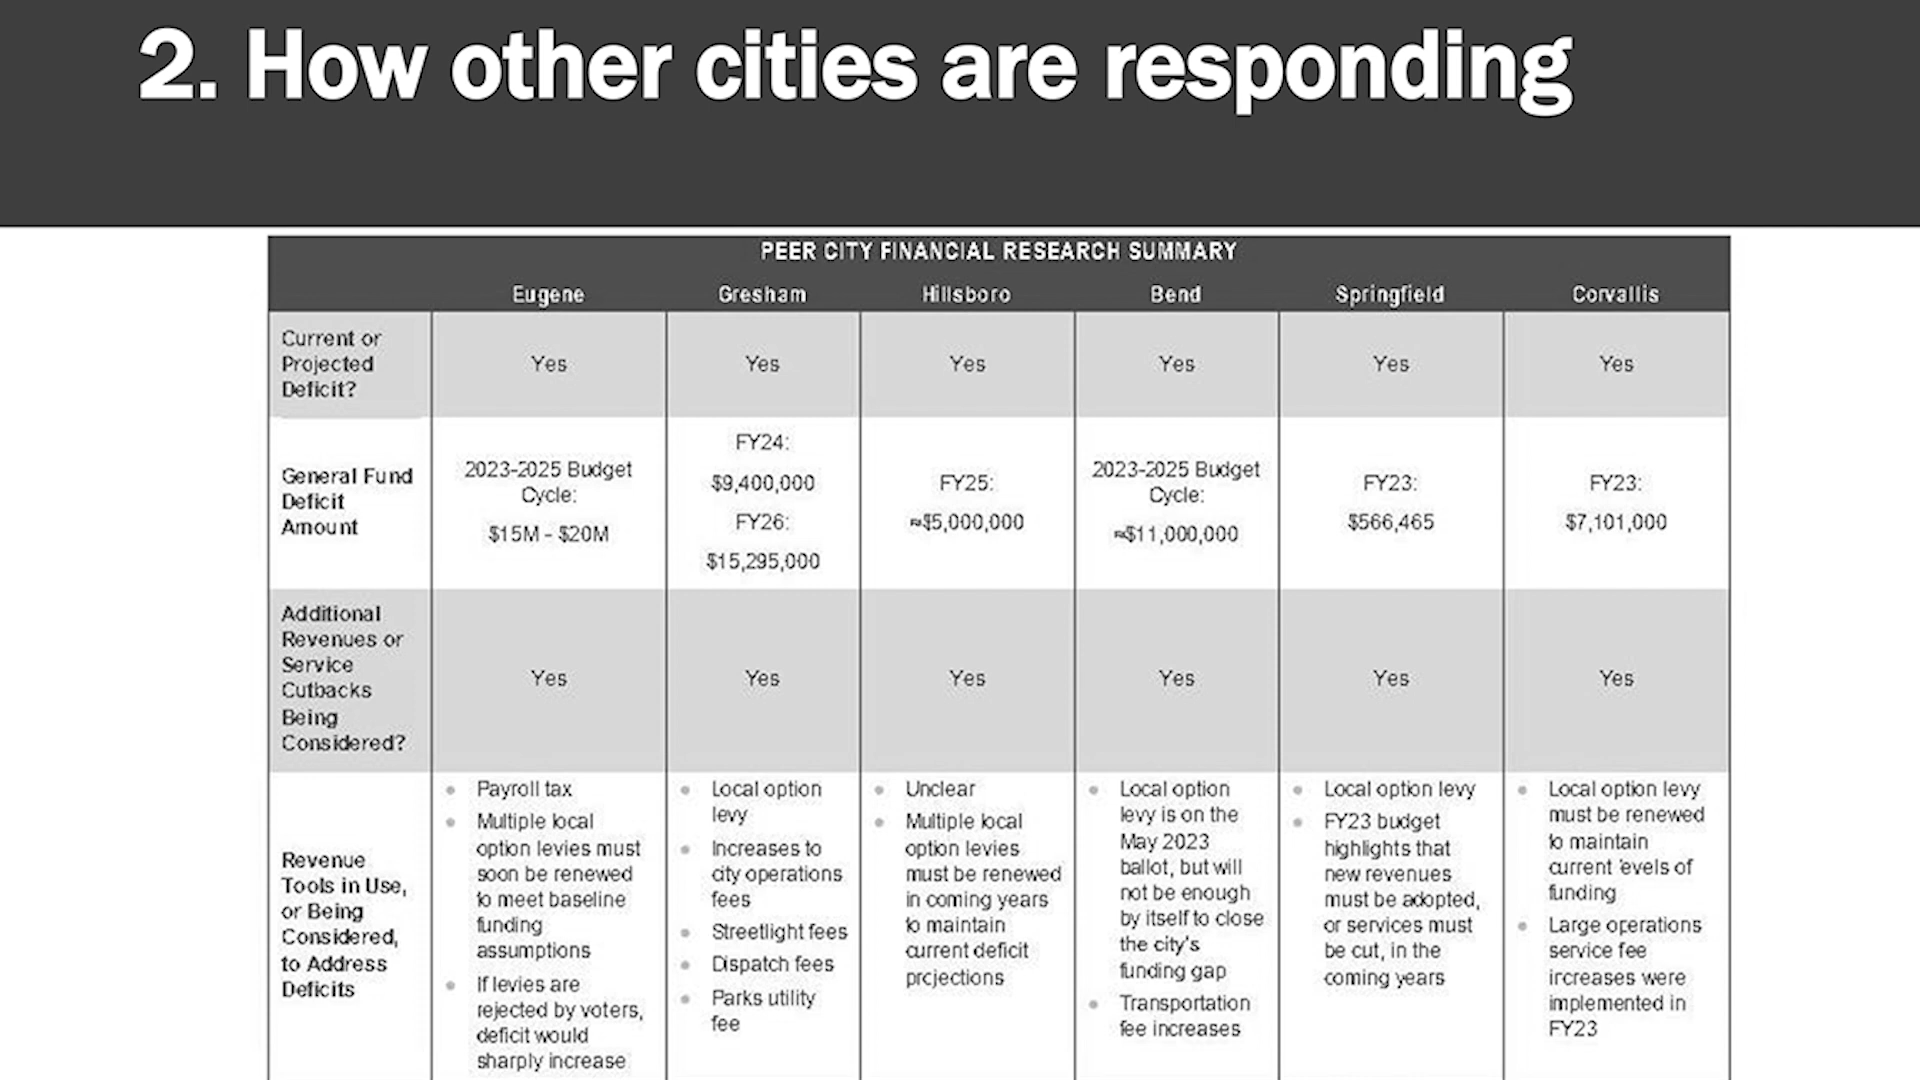 2. How other cities are responding
PEER CITY FINANCIAL RESEARCH SUMMARY
Eugene Gresham Hillsboro Bend Springfield Corvallis
Current or
Projected
Deficit?
Yes
Yes
Yes
Yes
Yes
Yes
General Fund
Deficit
Amount
2023-2025 Budget
Cycle:
$15M - $20M
FY24:
$9,400,000
FY26:
$15,295,000
FY25:
≈$5,000,000
2023-2025 Budget
Cycle:
≈$11,000,000
FY23:
$566,465
FY23:
$7,101,000
Additional
Revenues or
Service
Cutbacks
Being
Considered?
Yes
Yes
Yes
Yes
Yes
Yes
Revenue
Tools in Use,
or Being
Considered,
to Address
Deficits
• Payroll tax
• Multiple local
option levies must
soon be renewed
to meet baseline
funding
assumptions
• If levies are
rejected by voters,
deficit would
sharply increase
• Local option
levy
• Increases to
city operations
fees
• Streetlight fees
• Dispatch fees
• Parks utility
fee
• Unclear
• Multiple local
option levies
must be renewed
in coming years
to maintain
current deficit
projections
• Local option
levy is on the
May 2023
ballot, but will
not be enough
by itself to close
the city's
funding gap
• Transportation
fee increases
• Local option levy
• FY23 budget
highlights that
new revenues
must be adopted,
or services must
be cut, in the
coming years
• Local option levy
must be renewed
to maintain
current levels of
funding
• Large operations
service fee
increases were
implemented in
FY23